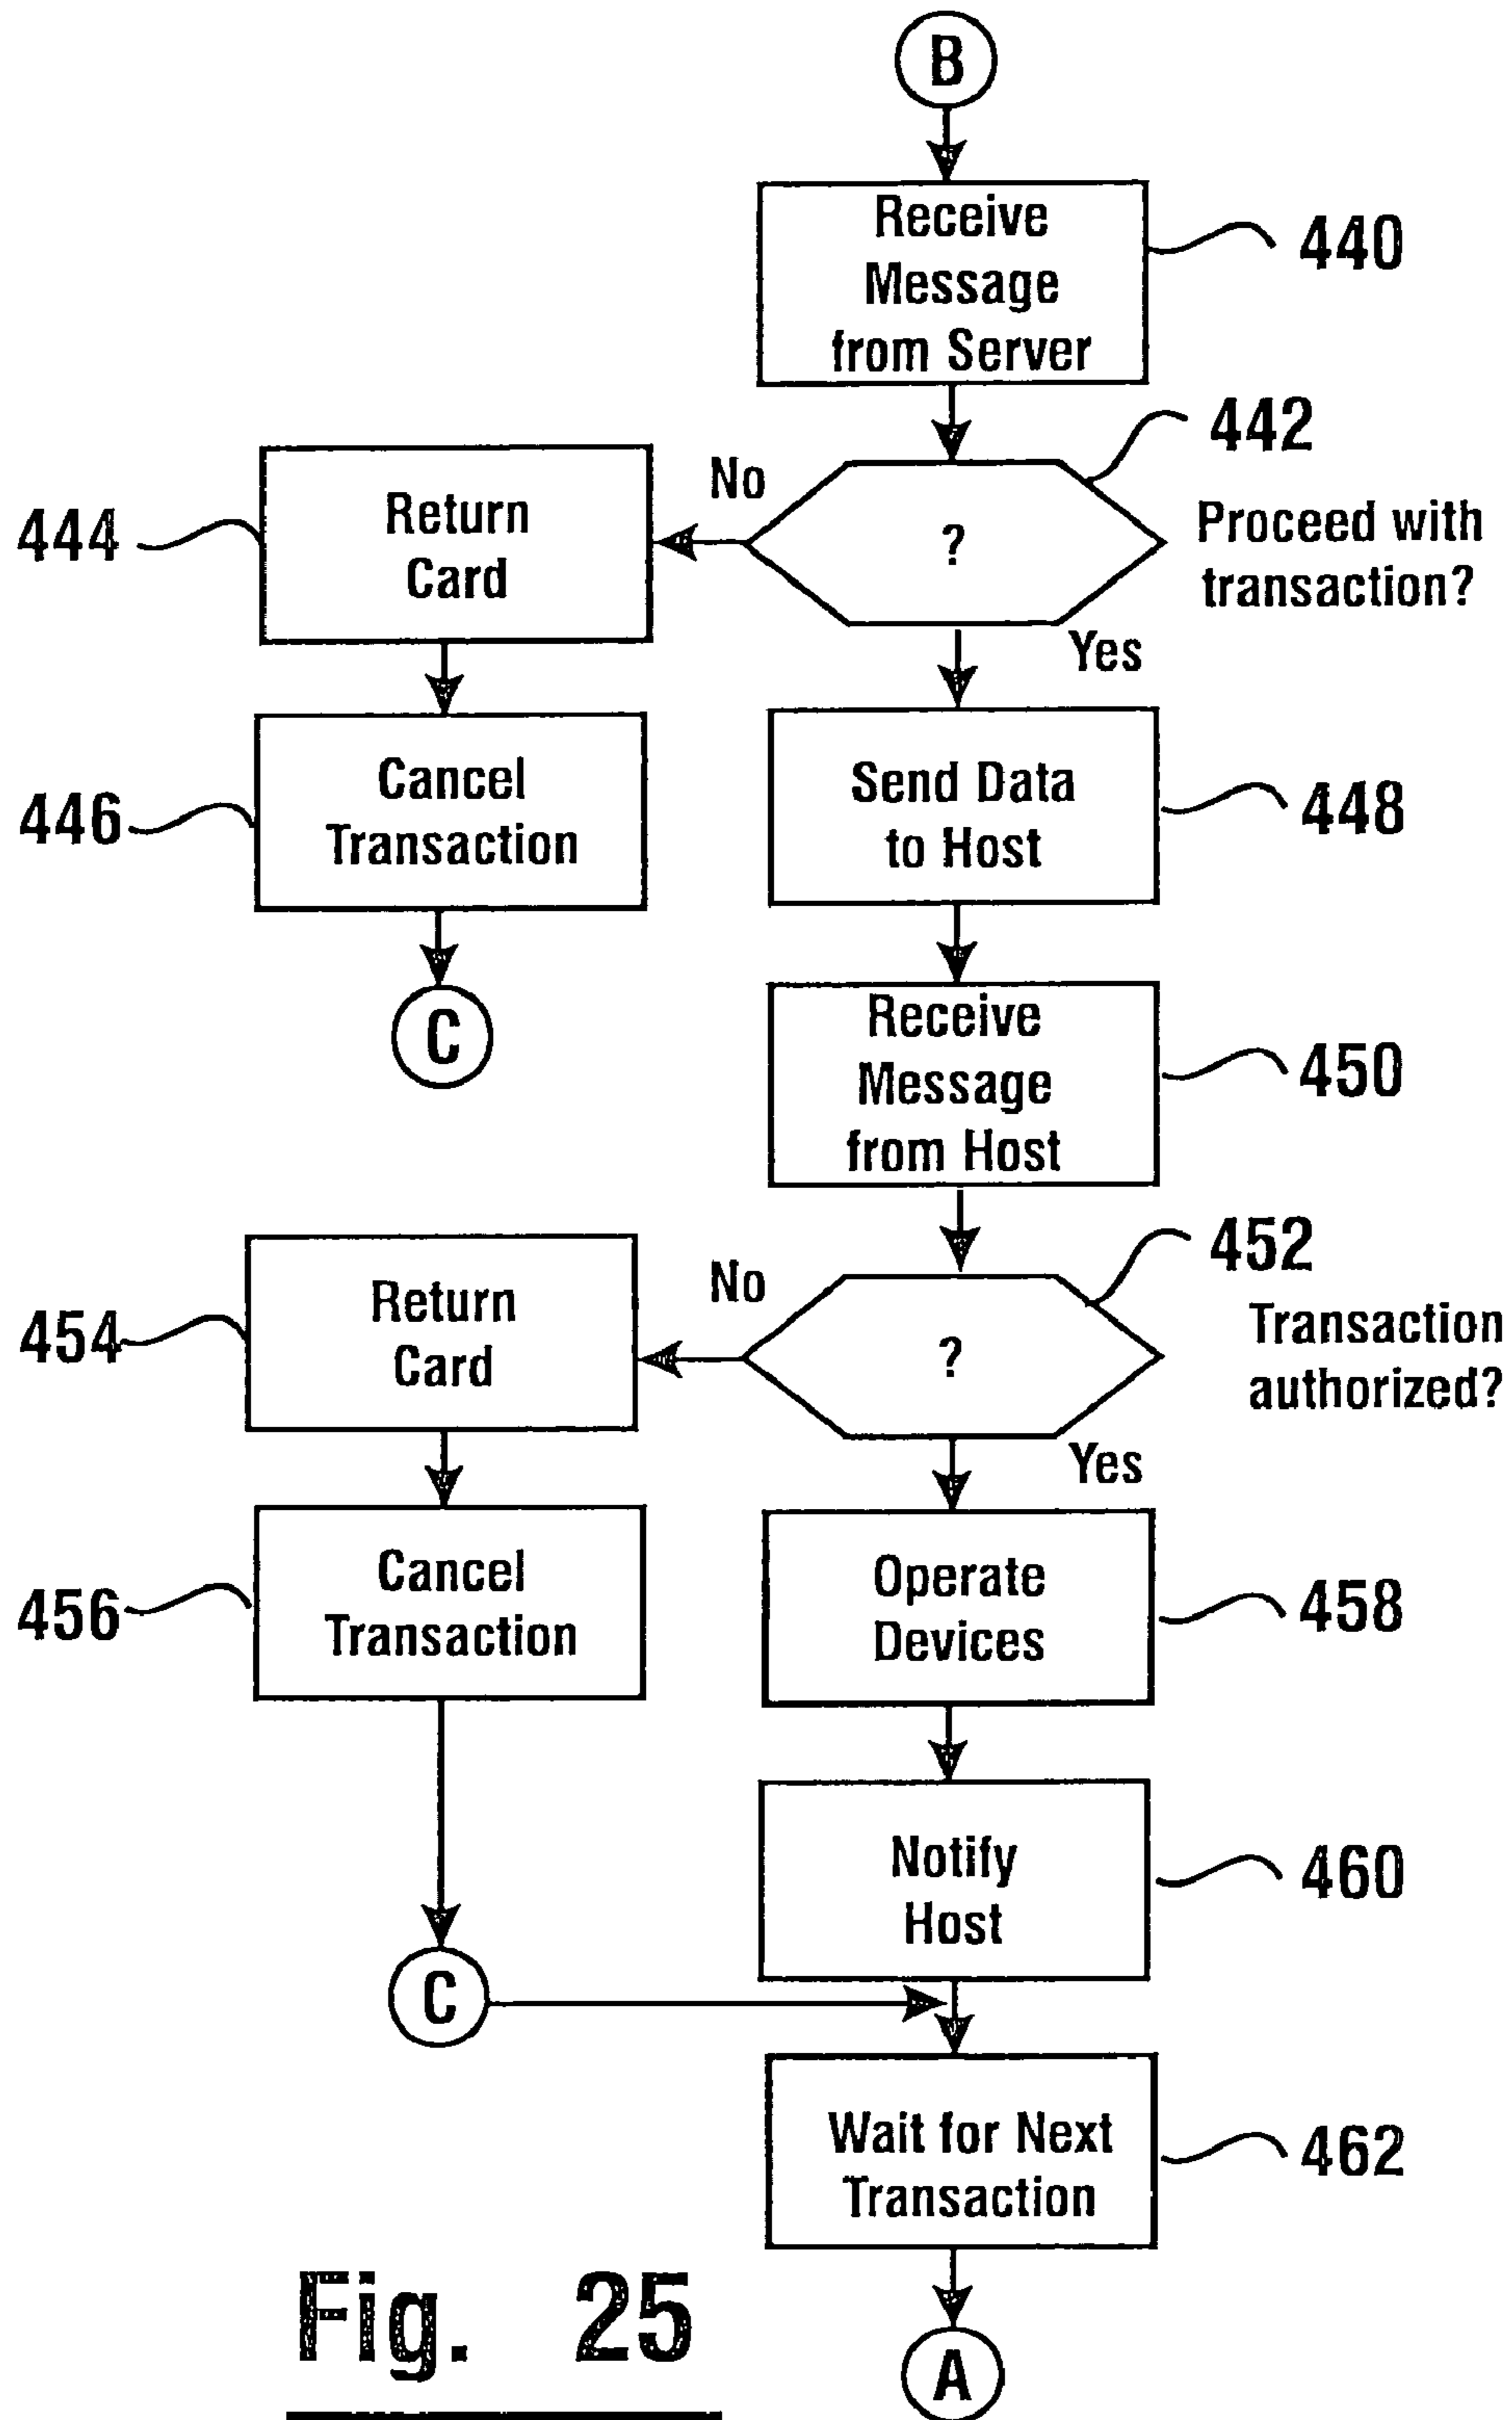 B
Receive
Message
from Server
440
442
No
?
Proceed with
transaction?
Yes
444
Return
Card
446
Cancel
Transaction
C
Send Data
to Host
448
Receive
Message
from Host
450
452
No
?
Transaction
authorized?
Yes
454
Return
Card
456
Cancel
Transaction
Operate
Devices
458
Notify
Host
460
C
Wait for Next
Transaction
462
A
Fig. 25